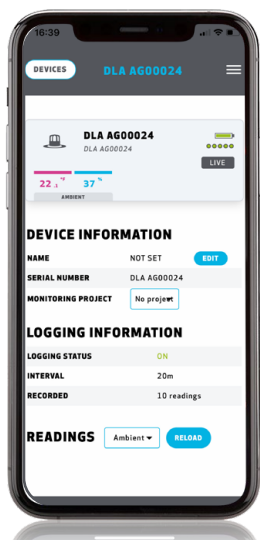 16:39
DEVICES DLA AG00024
DLA AG00024
DLA AG00024
LIVE
22.3 °F 37 %
AMBIENT
DEVICE INFORMATION
NAME NOT SET EDIT
SERIAL NUMBER DLA AG00024
MONITORING PROJECT No project
LOGGING INFORMATION
LOGGING STATUS ON
INTERVAL 20m
RECORDED 10 readings
READINGS Ambient RELOAD